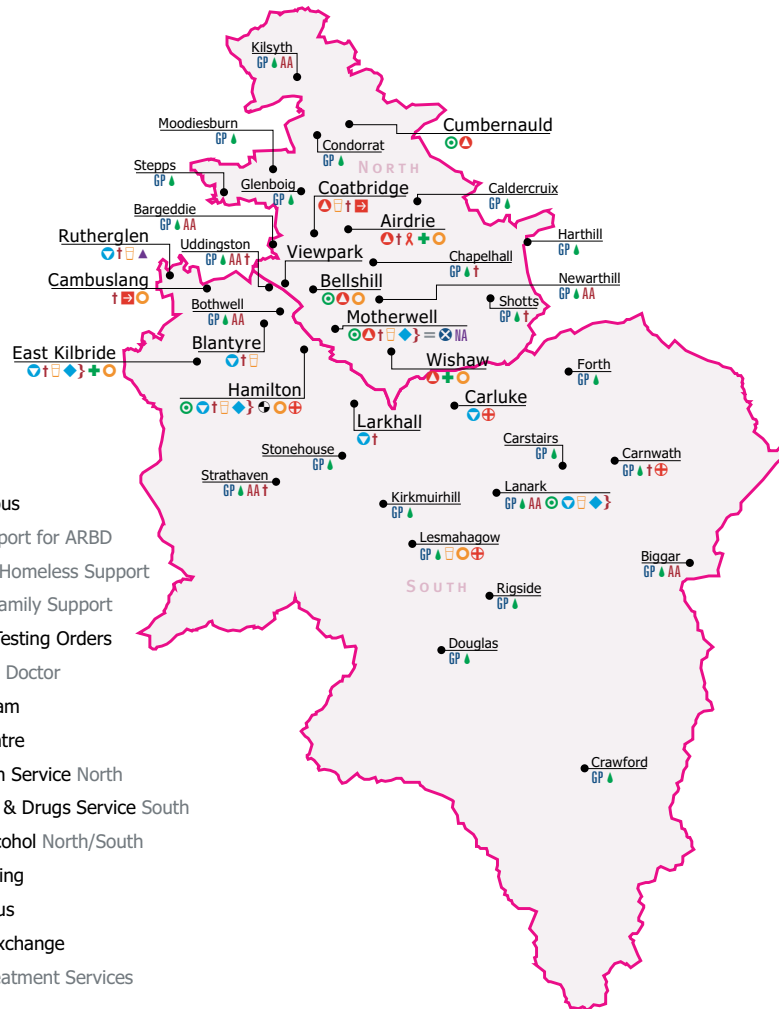 Kilsyth
GP AA
Moodiesburn
GP
Cumbernauld
Condorrat
GP
NORTH
Stepps
GP
Glenboig
GP
Coatbridge
Caldercruix
GP
Bargeddie
GP AA
Airdrie
Harthill
GP
Rutherglen
Uddingston
GP AA
Viewpark
Chapelhall
GP
Cambuslang
Bellshill
Newarthill
GP AA
Bothwell
GP AA
Shotts
GP
Motherwell
NA
Blantyre
East Kilbride
Wishaw
Forth
GP
Hamilton
Carluke
Larkhall
Stonehouse
GP
Carstairs
GP
Carnwath
GP
Strathaven
GP AA
Lanark
GP AA
Kirkmuirhill
GP
Lesmahagow
GP
Biggar
GP AA
SOUTH
Rigside
GP
Douglas
GP
Crawford
GP
port for ARBD
Homeless Support
amily Support
Testing Orders
Doctor
am
ntre
n Service North
& Drugs Service South
cohol North/South
ing
us
xchange
eatment Services